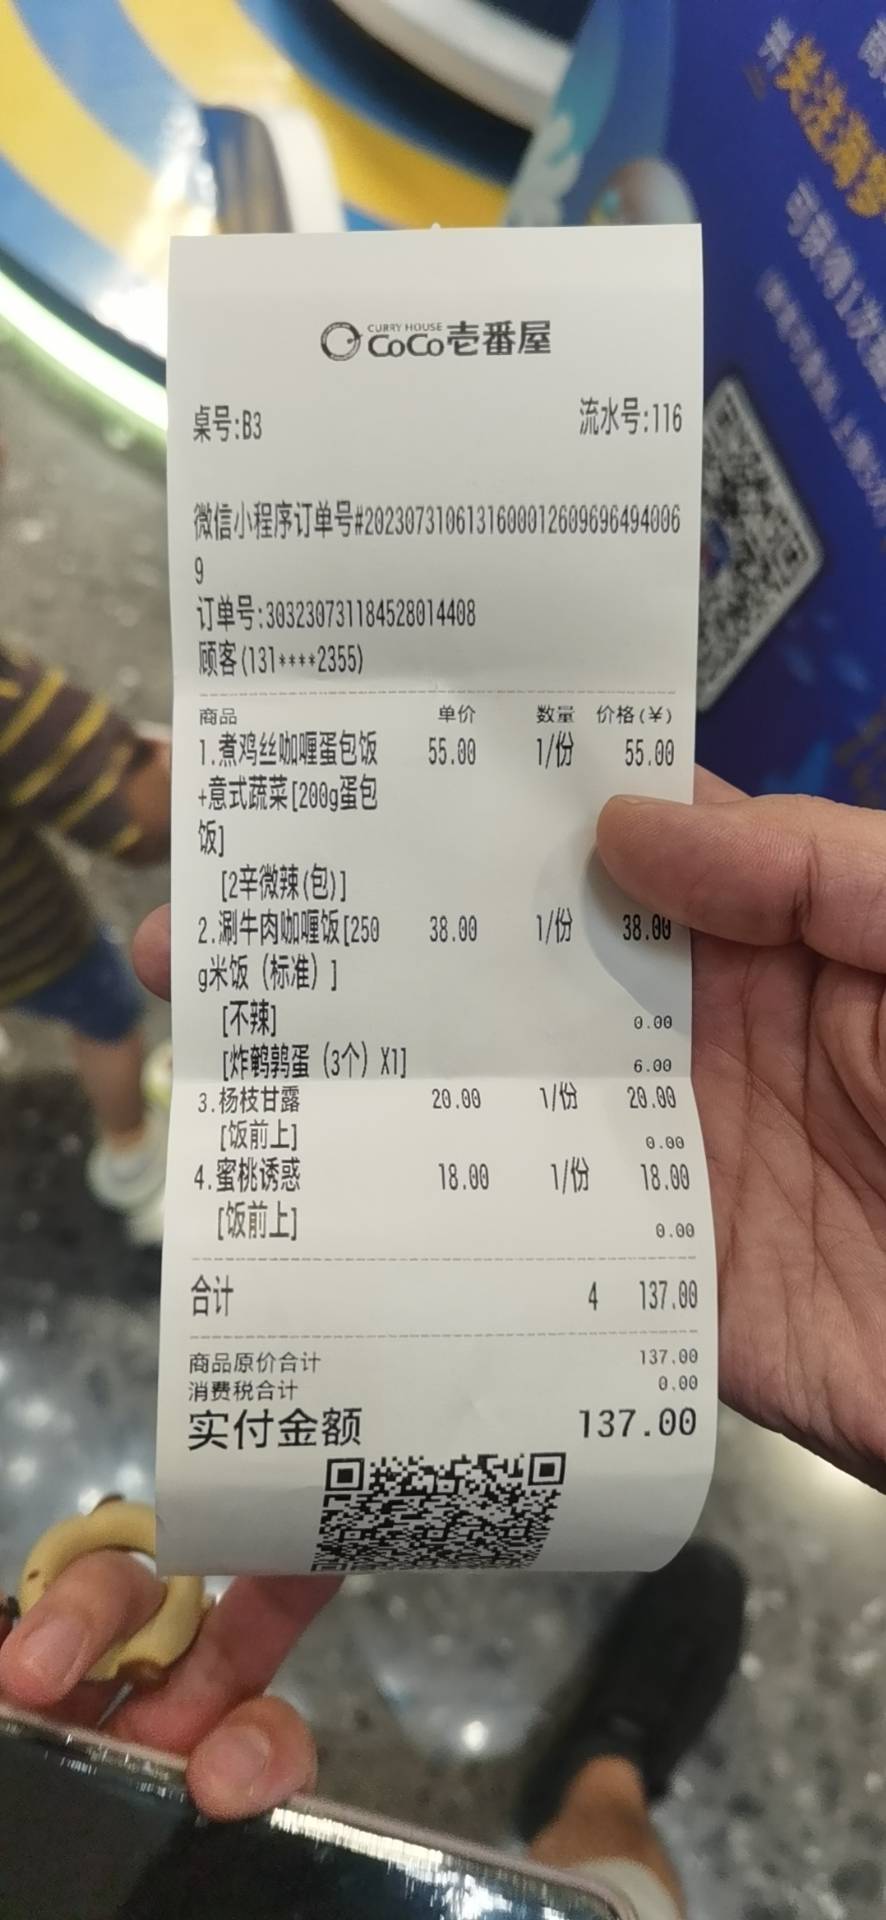 CURRY HOUSE
CoCo壱番屋
桌号:B3 流水号:116
微信小程序订单号#2023073106131600012609696494006
9
订单号:303230731184528014408
顾客(131****2355)
商品 单价 数量 价格(¥)
1.煮鸡丝咖喱蛋包饭 55.00 1/份 55.00
+意式蔬菜[200g蛋包
饭]
[2辛微辣(包)]
2.涮牛肉咖喱饭[250 38.00 1/份 38.00
g米饭（标准）]
[不辣] 0.00
[炸鹌鹑蛋（3个）X1] 6.00
3.杨枝甘露 20.00 1/份 20.00
[饭前上] 0.00
4.蜜桃诱惑 18.00 1/份 18.00
[饭前上] 0.00
合计 4 137.00
商品原价合计 137.00
消费税合计 0.00
实付金额 137.00
关注海